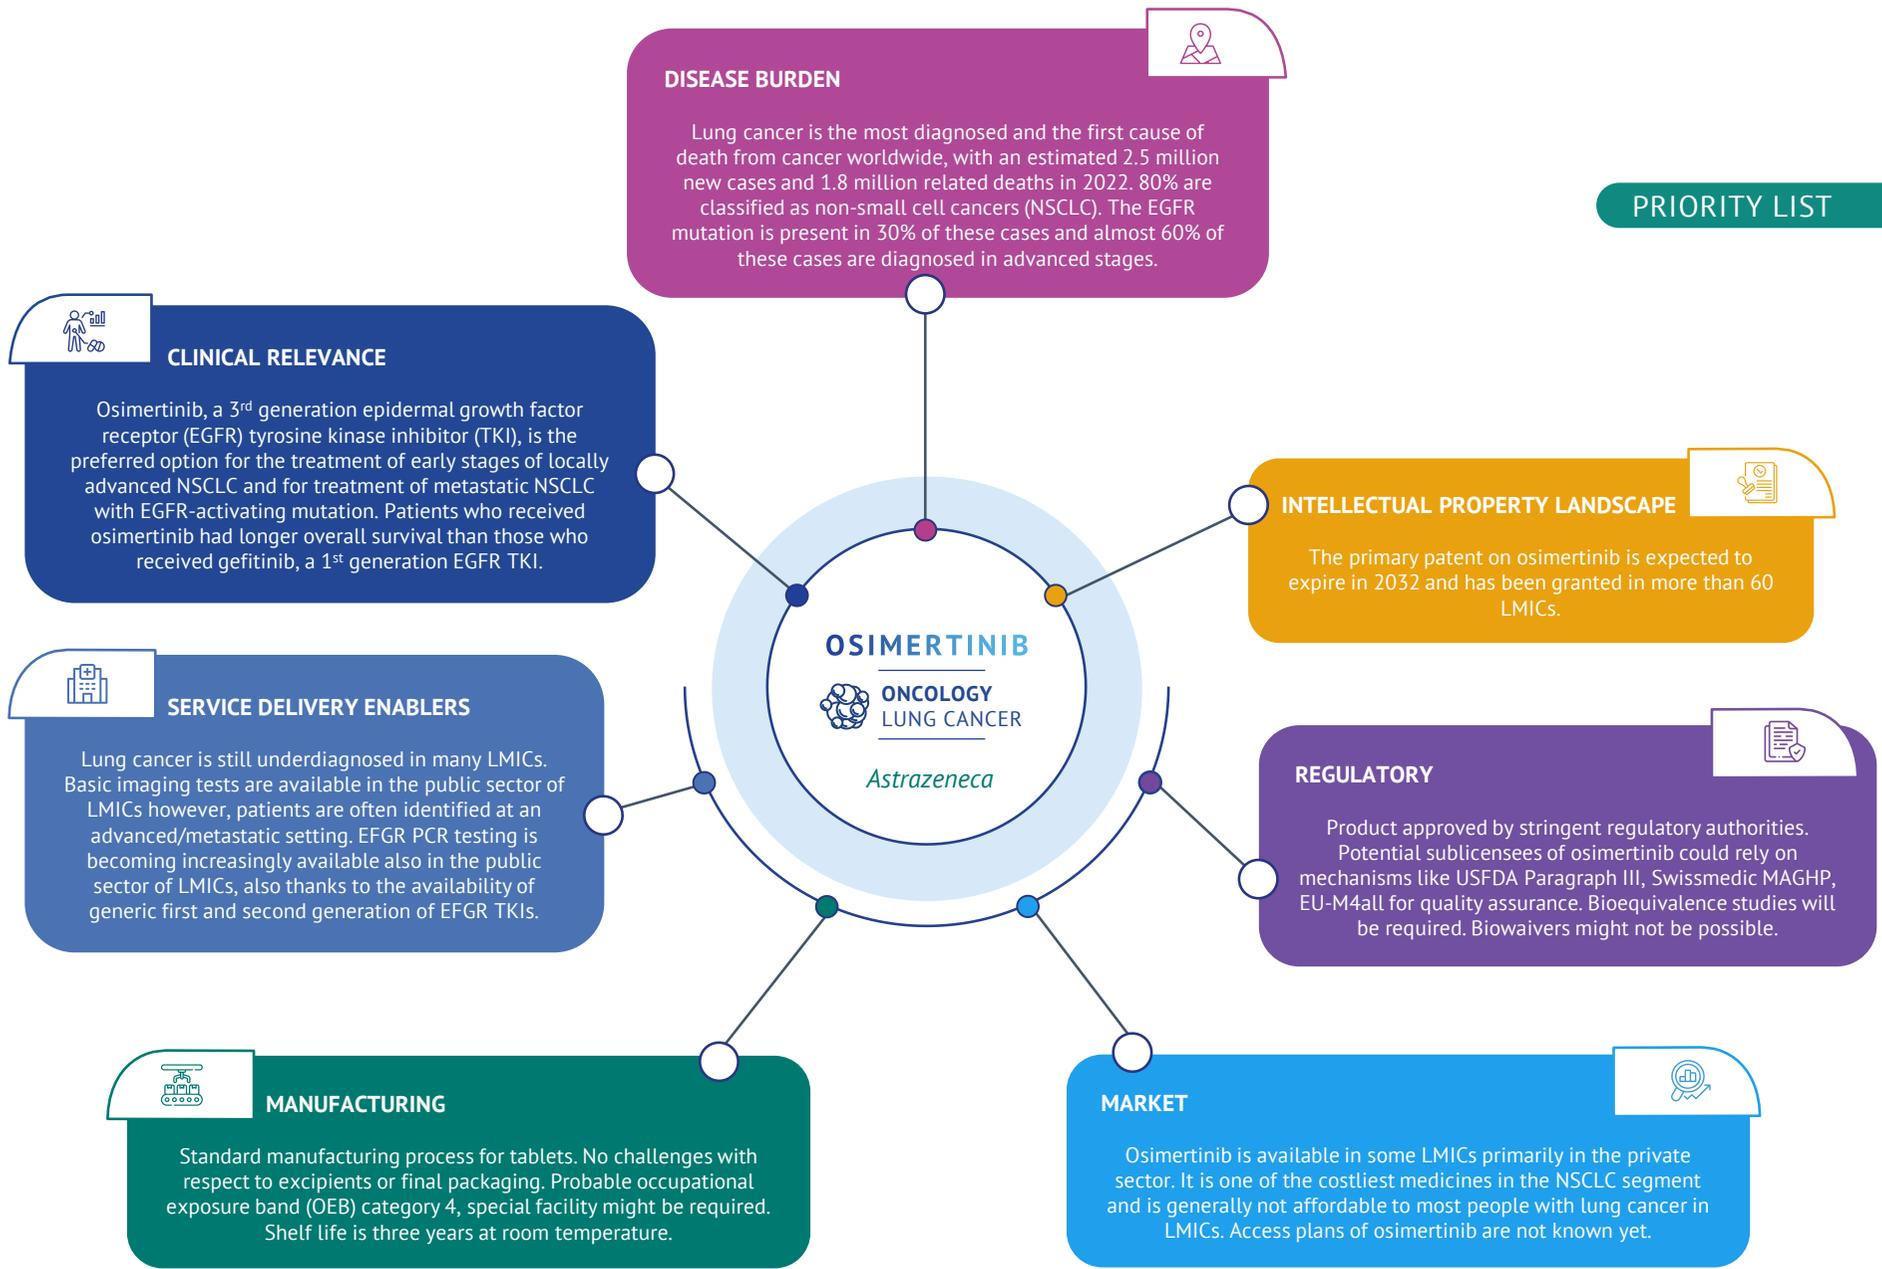 DISEASE BURDEN
Lung cancer is the most diagnosed and the first cause of
death from cancer worldwide, with an estimated 2.5 million
new cases and 1.8 million related deaths in 2022. 80% are
classified as non-small cell cancers (NSCLC). The EGFR
mutation is present in 30% of these cases and almost 60% of
these cases are diagnosed in advanced stages.
PRIORITY LIST
CLINICAL RELEVANCE
Osimertinib, a 3rd generation epidermal growth factor
receptor (EGFR) tyrosine kinase inhibitor (TKI), is the
preferred option for the treatment of early stages of locally
advanced NSCLC and for treatment of metastatic NSCLC
with EGFR-activating mutation. Patients who received
osimertinib had longer overall survival than those who
received gefitinib, a 1st generation EGFR TKI.
INTELLECTUAL PROPERTY LANDSCAPE
The primary patent on osimertinib is expected to
expire in 2032 and has been granted in more than 60
LMICs.
OSIMERTINIB
ONCOLOGY
LUNG CANCER
Astrazeneca
SERVICE DELIVERY ENABLERS
Lung cancer is still underdiagnosed in many LMICs.
Basic imaging tests are available in the public sector of
LMICs however, patients are often identified at an
advanced/metastatic setting. EFGR PCR testing is
becoming increasingly available also in the public
sector of LMICs, also thanks to the availability of
generic first and second generation of EFGR TKIs.
REGULATORY
Product approved by stringent regulatory authorities.
Potential sublicensees of osimertinib could rely on
mechanisms like USFDA Paragraph III, Swissmedic MAGHP,
EU-M4all for quality assurance. Bioequivalence studies will
be required. Biowaivers might not be possible.
MANUFACTURING
Standard manufacturing process for tablets. No challenges with
respect to excipients or final packaging. Probable occupational
exposure band (OEB) category 4, special facility might be required.
Shelf life is three years at room temperature.
MARKET
Osimertinib is available in some LMICs primarily in the private
sector. It is one of the costliest medicines in the NSCLC segment
and is generally not affordable to most people with lung cancer in
LMICs. Access plans of osimertinib are not known yet.